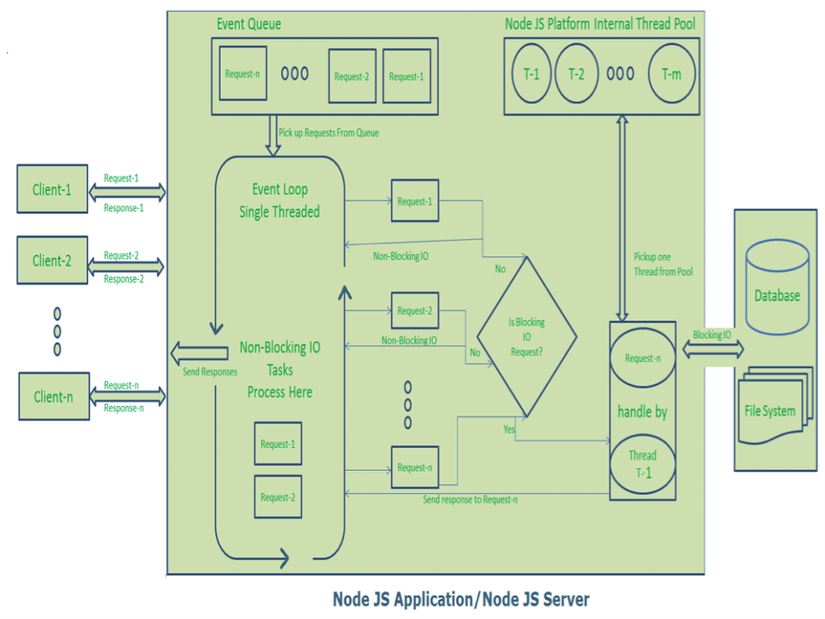 Event Queue
Node JS Platform Internal Thread Pool
Request-n
Request-2
Request-1
T-1
T-2
T-m
Pick up Requests From Queue
Client-1
Request-1
Response-1
Event Loop
Single Threaded
Request-1
Non-Blocking IO
No
Client-2
Request-2
Response-2
Pickup one
Thread from Pool
Database
Request-2
Non-Blocking IO
No
Is Blocking
IO
Request?
Blocking IO
Send Responses
Non-Blocking IO
Tasks
Process Here
Request-n
Client-n
Request-n
Response-n
handle by
File System
Yes
Request-1
Request-n
Thread
T-1
Request-2
Send response to Request-n
Node JS Application/Node JS Server